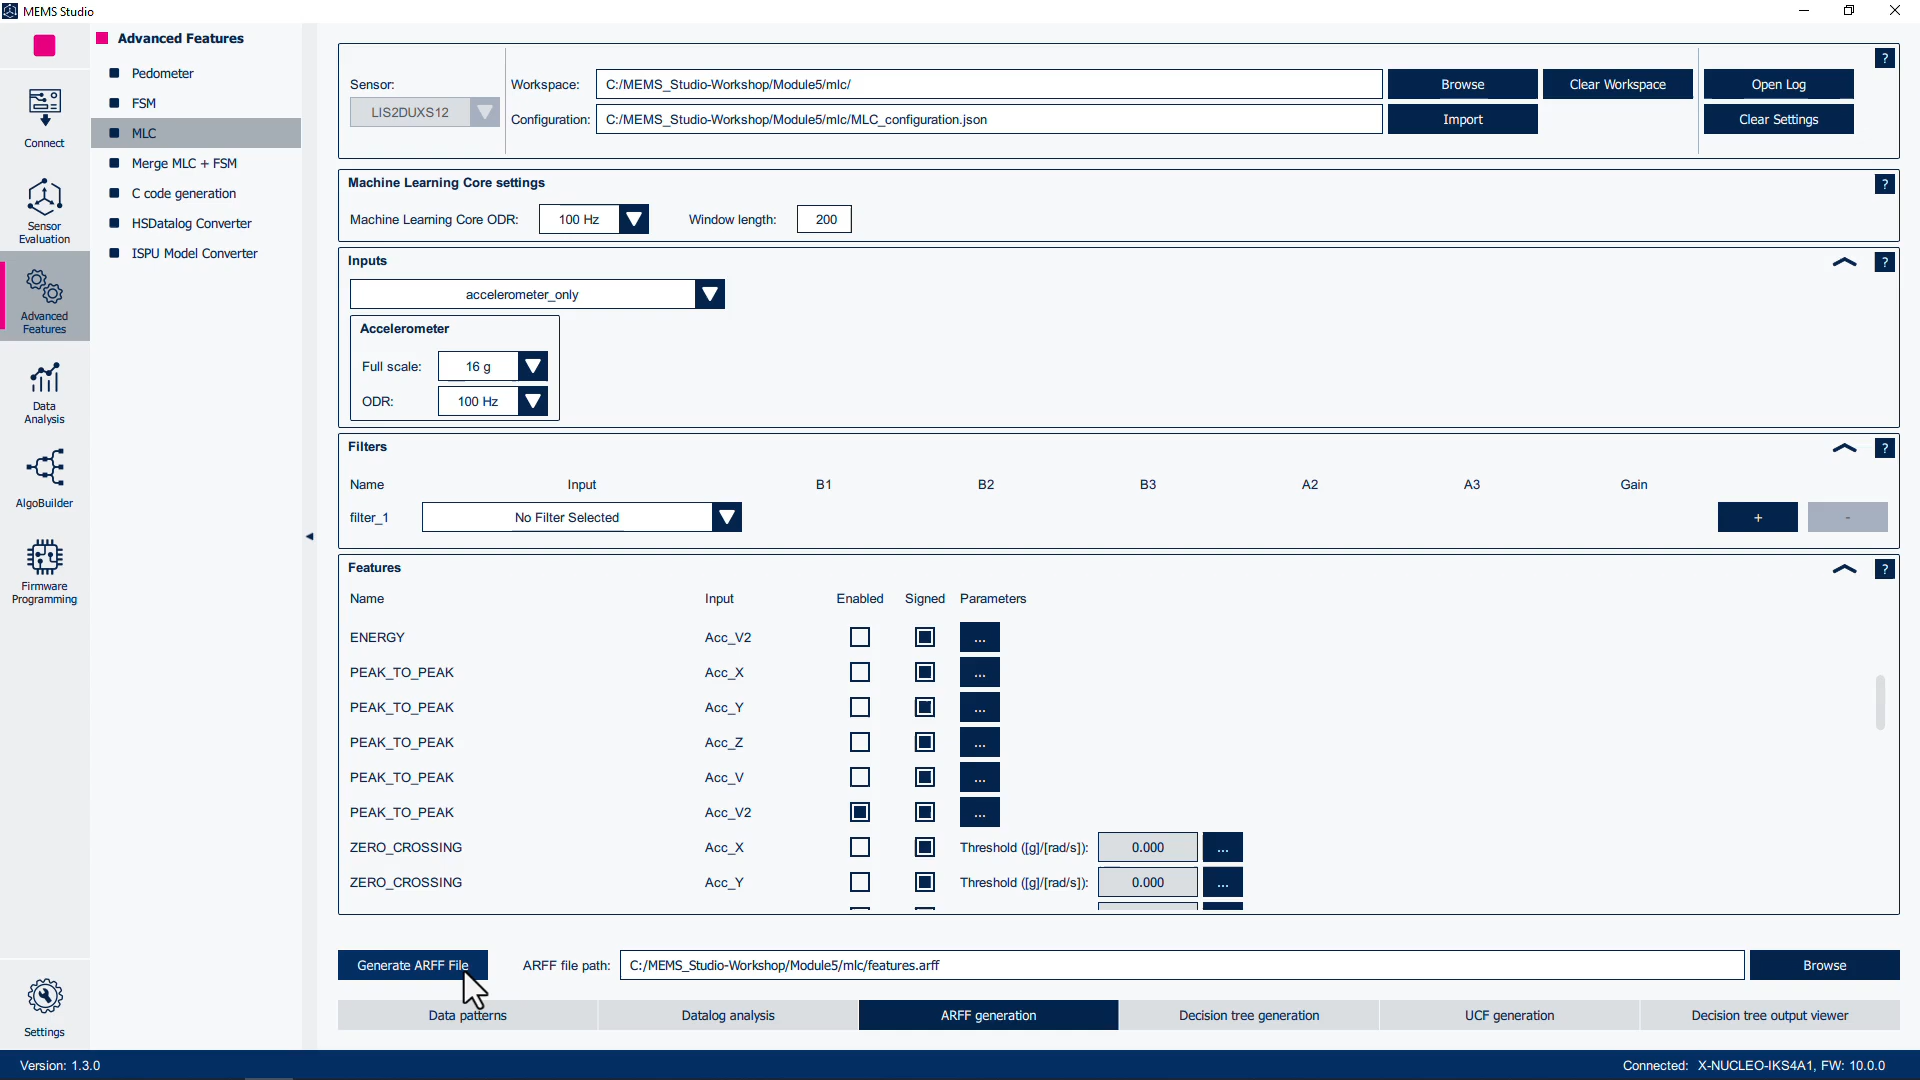 MEMS Studio
Advanced Features
Pedometer
FSM
MLC
Merge MLC + FSM
C code generation
HSDatalog Converter
ISPU Model Converter
Connect
Sensor
Evaluation
Advanced
Features
Data
Analysis
AlgoBuilder
Firmware
Programming
Settings
Sensor:
LIS2DUXS12
Workspace:
C:/MEMS_Studio-Workshop/Module5/mlc/
Browse
Clear Workspace
Open Log
?
Configuration:
C:/MEMS_Studio-Workshop/Module5/mlc/MLC_configuration.json
Import
Clear Settings
Machine Learning Core settings
?
Machine Learning Core ODR:
100 Hz
Window length:
200
Inputs
?
accelerometer_only
Accelerometer
Full scale:
16 g
ODR:
100 Hz
Filters
?
Name Input B1 B2 B3 A2 A3 Gain
filter_1 No Filter Selected + -
Features
?
Name Input Enabled Signed Parameters
ENERGY Acc_V2 ...
PEAK_TO_PEAK Acc_X ...
PEAK_TO_PEAK Acc_Y ...
PEAK_TO_PEAK Acc_Z ...
PEAK_TO_PEAK Acc_V ...
PEAK_TO_PEAK Acc_V2 ...
ZERO_CROSSING Acc_X Threshold ([g]/[rad/s]): 0.000 ...
ZERO_CROSSING Acc_Y Threshold ([g]/[rad/s]): 0.000 ...
Generate ARFF File
ARFF file path:
C:/MEMS_Studio-Workshop/Module5/mlc/features.arff
Browse
Data patterns
Datalog analysis
ARFF generation
Decision tree generation
UCF generation
Decision tree output viewer
Version: 1.3.0
Connected: X-NUCLEO-IKS4A1, FW: 10.0.0